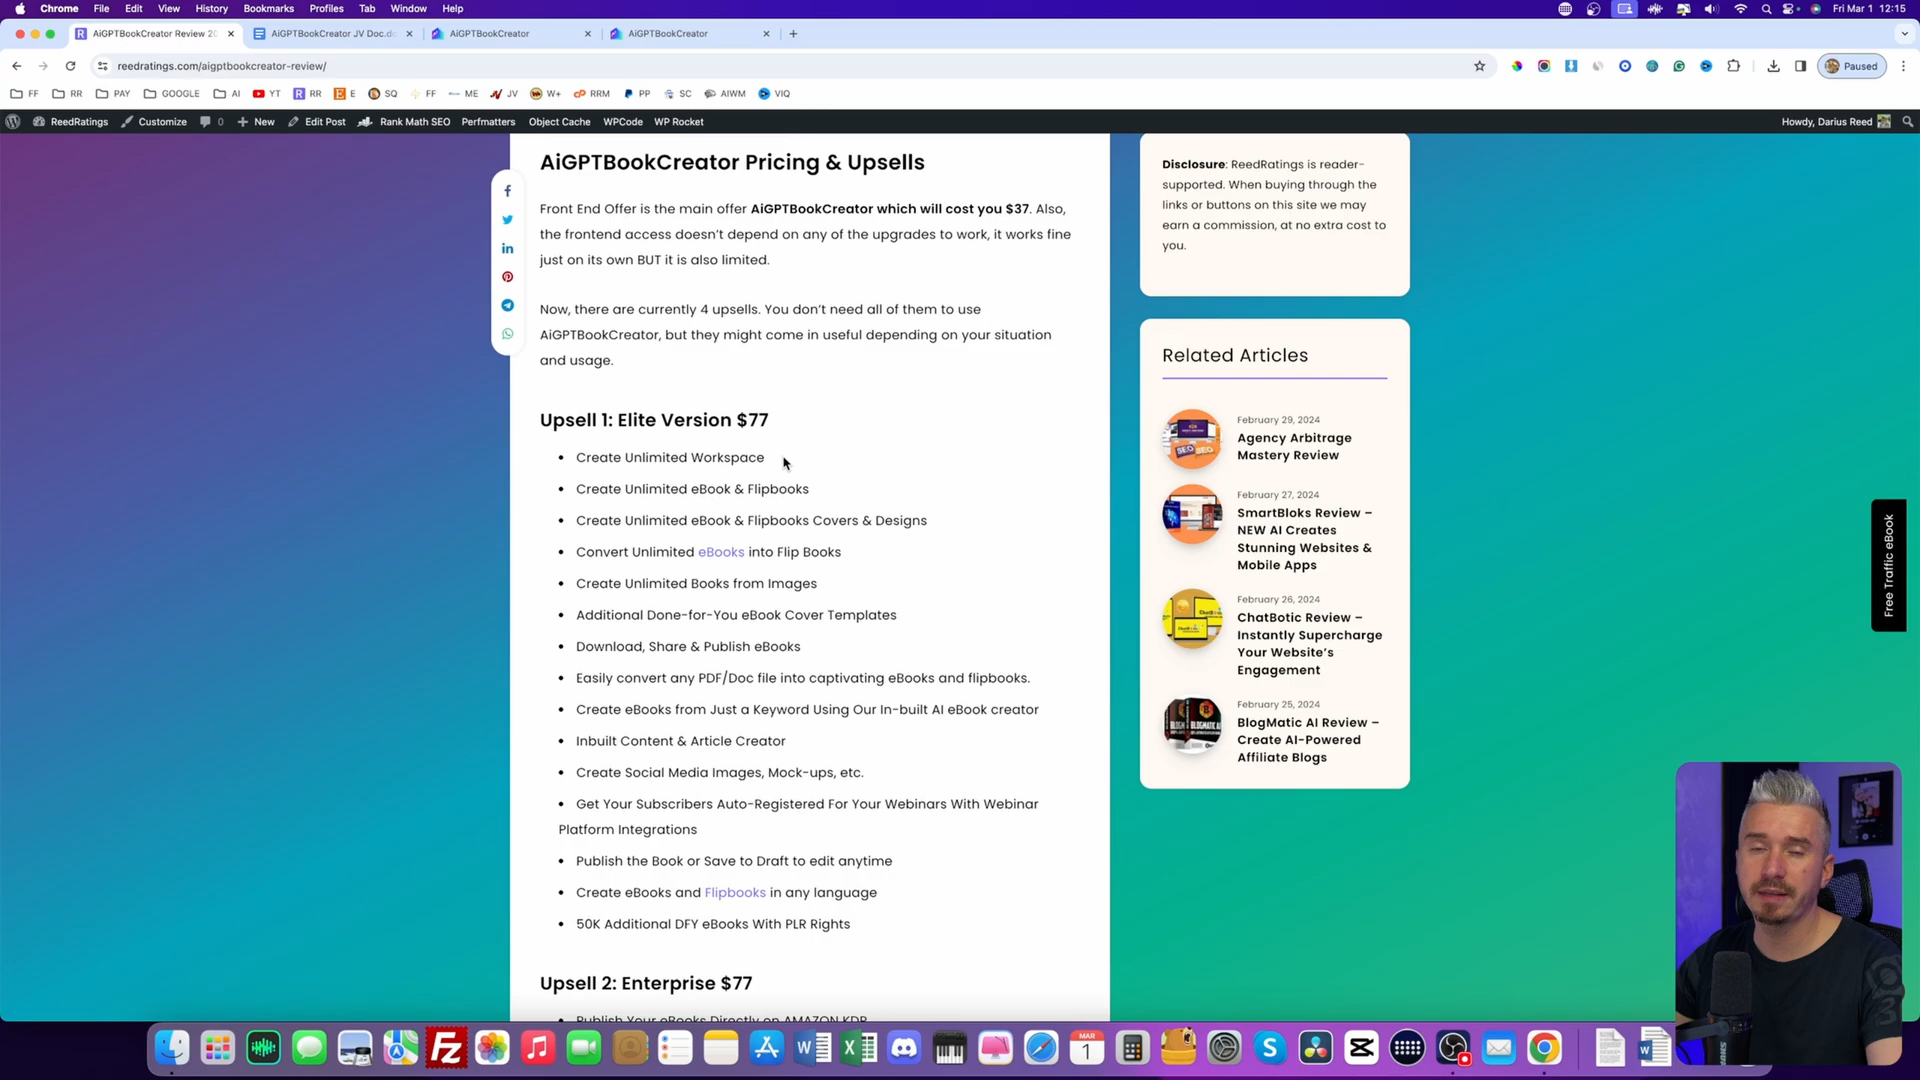 Chrome File Edit View History Bookmarks Profiles Tab Window Help Fri Mar 1 12:15
AiGPTBookCreator Review 20 AiGPTBookCreator JV Doc.do AiGPTBookCreator AiGPTBookCreator
reedratings.com/aigptbookcreator-review/ Paused
FF RR PAY GOOGLE AI YT RR E SQ FF ME JV W+ RRM PP SC AIWM VIQ
ReedRatings Customize 0 New Edit Post Rank Math SEO Perfmatters Object Cache WPCode WP Rocket Howdy, Darius Reed
AiGPTBookCreator Pricing & Upsells
Front End Offer is the main offer AiGPTBookCreator which will cost you $37. Also,
the frontend access doesn't depend on any of the upgrades to work, it works fine
just on its own BUT it is also limited.
Now, there are currently 4 upsells. You don't need all of them to use
AiGPTBookCreator, but they might come in useful depending on your situation
and usage.
Upsell 1: Elite Version $77
• Create Unlimited Workspace
• Create Unlimited eBook & Flipbooks
• Create Unlimited eBook & Flipbooks Covers & Designs
• Convert Unlimited eBooks into Flip Books
• Create Unlimited Books from Images
• Additional Done-for-You eBook Cover Templates
• Download, Share & Publish eBooks
• Easily convert any PDF/Doc file into captivating eBooks and flipbooks.
• Create eBooks from Just a Keyword Using Our In-built AI eBook creator
• Inbuilt Content & Article Creator
• Create Social Media Images, Mock-ups, etc.
• Get Your Subscribers Auto-Registered For Your Webinars With Webinar
Platform Integrations
• Publish the Book or Save to Draft to edit anytime
• Create eBooks and Flipbooks in any language
• 50K Additional DFY eBooks With PLR Rights
Upsell 2: Enterprise $77
• Publish Your eBooks Directly on AMAZON KDP
Disclosure: ReedRatings is reader-
supported. When buying through the
links or buttons on this site we may
earn a commission, at no extra cost to
you.
Related Articles
February 29, 2024
Agency Arbitrage
Mastery Review
February 27, 2024
SmartBloks Review –
NEW AI Creates
Stunning Websites &
Mobile Apps
February 26, 2024
ChatBotic Review –
Instantly Supercharge
Your Website's
Engagement
February 25, 2024
BlogMatic AI Review –
Create AI-Powered
Affiliate Blogs
Free Traffic eBook
MAR
1